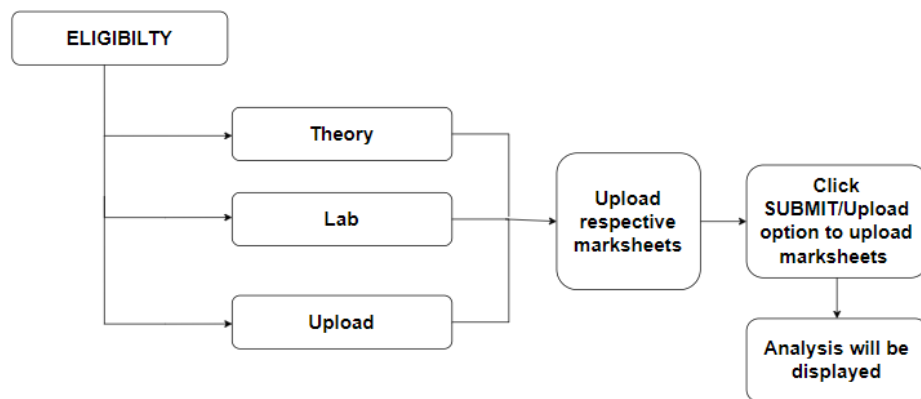 ELIGIBILTY
Theory
Lab
Upload
Upload
respective
marksheets
Click
SUBMIT/Upload
option to upload
marksheets
Analysis will be
displayed